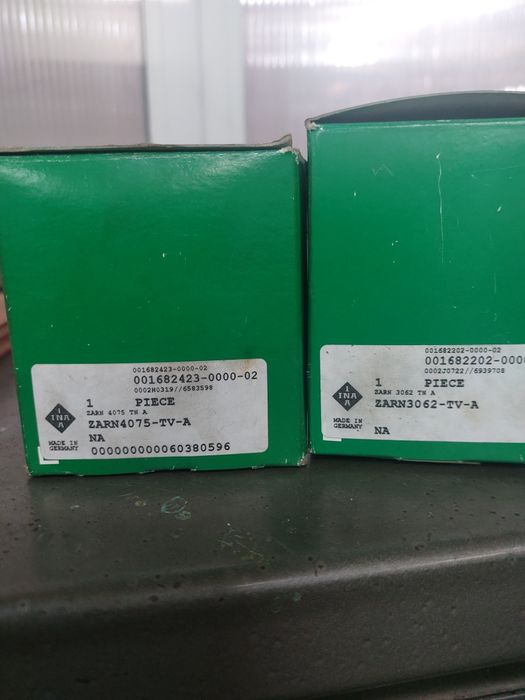 001682423-0000-02
001682423-0000-02
0002H0319//6583598
1 PIECE
ZARN 4075 TN A
ZARN4075-TV-A
NA
000000000060380596
I
INA
A
MADE IN
GERMANY
001682202-0000-02
001682202-000
0002J0722//6939708
1 PIECE
ZARN 3062 TN A
ZARN3062-TV-A
NA
I
INA
A
MADE IN
GERMANY